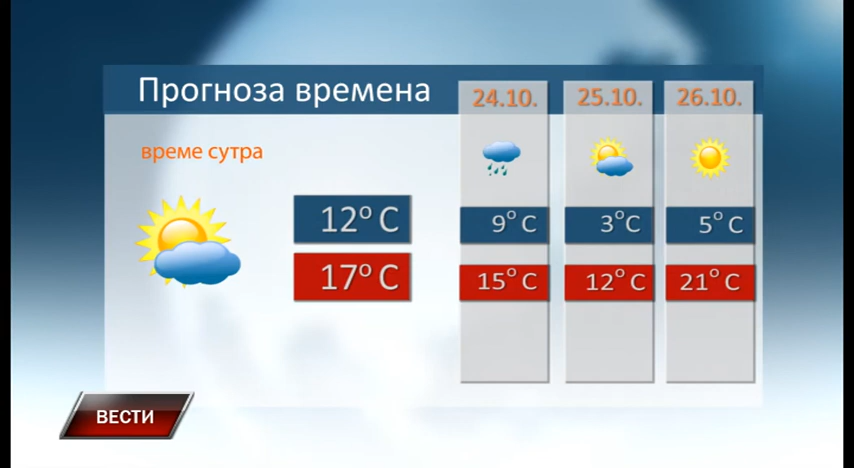 Прогноза времена
24.10. 25.10. 26.10.
време сутра
12° C
17° C
9° C 3°C 5° C
15° C 12° C 21° C
ВЕСТИ